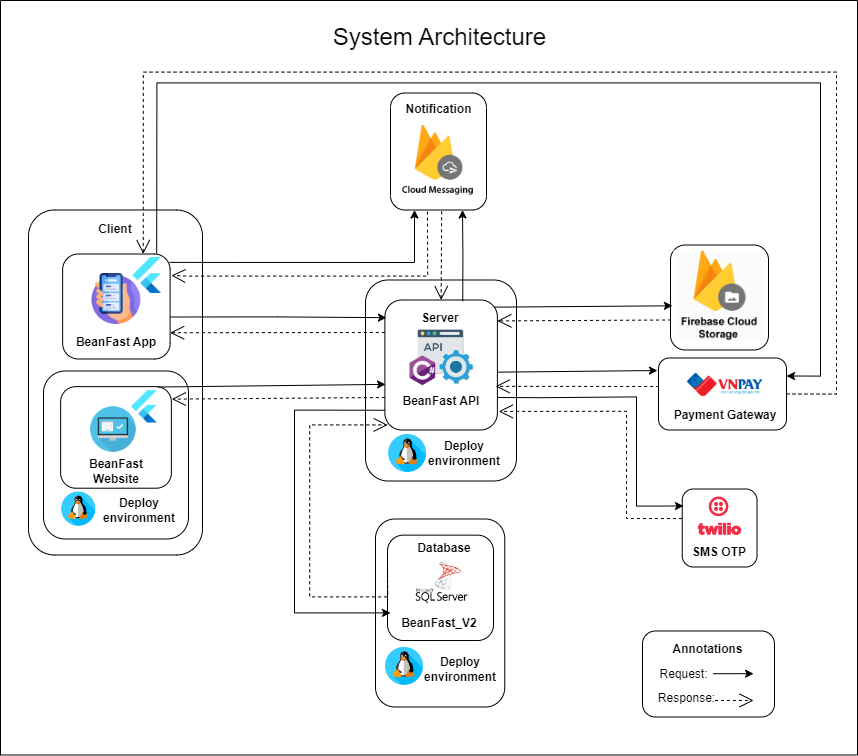 System Architecture
Notification
Cloud Messaging
Client
BeanFast App
BeanFast
Website
Deploy
environment
Server
API
C#
BeanFast API
Deploy
environment
Firebase Cloud
Storage
VNPAY
Payment Gateway
twilio
SMS OTP
Database
Microsoft
SQL Server
BeanFast_V2
Deploy
environment
Annotations
Request:
Response: